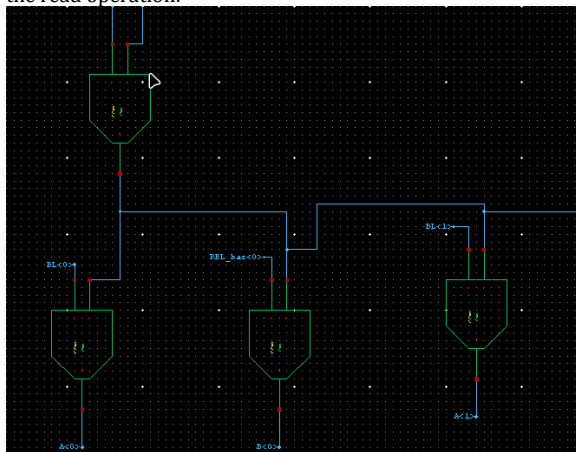 the read operation.
BL<1>
BL<0>
RBL_bar<0>
A<1>
A<0>
B<0>